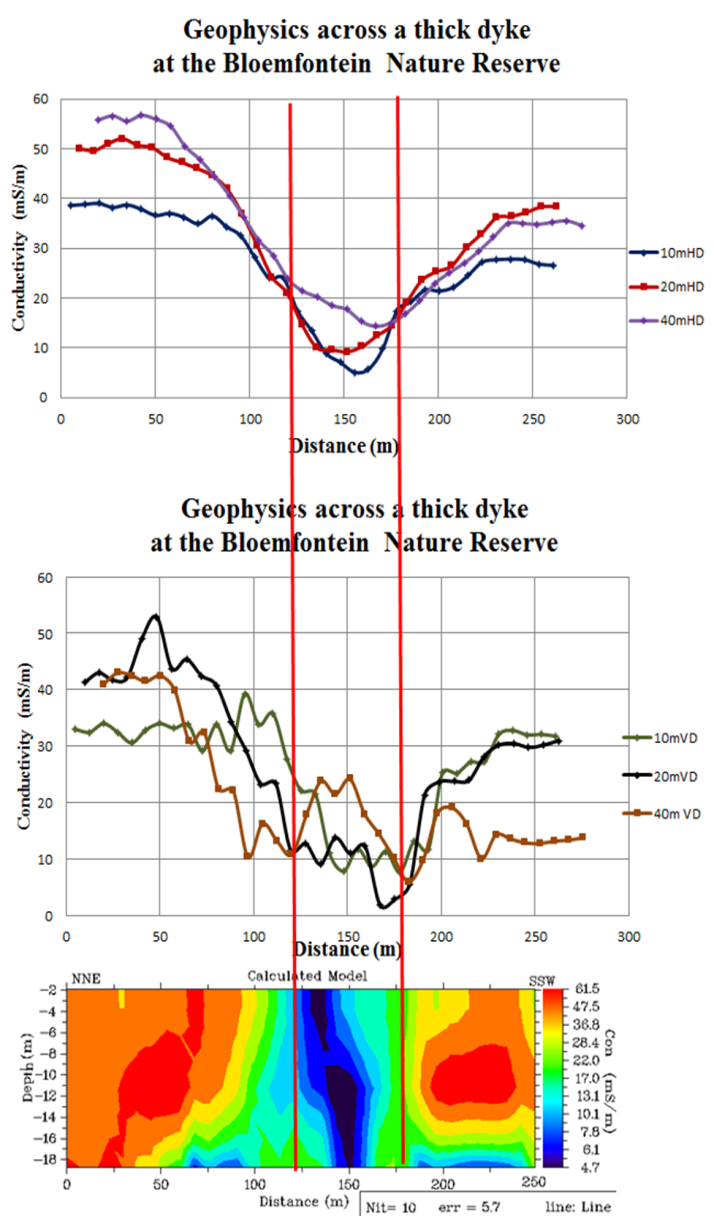 Geophysics across a thick dyke
at the Bloemfontein Nature Reserve
Conductivity (mS/m)
60
50
40
30
20
10
0
0 50 100 150 200 250 300
Distance (m)
10mHD
20mHD
40mHD
Geophysics across a thick dyke
at the Bloemfontein Nature Reserve
Conductivity (mS/m)
60
50
40
30
20
10
0
0 50 100 150 200 250 300
Distance (m)
10mVD
20mVD
40m VD
NNE Calculated Model SSW
Depth (m)
-2
-4
-6
-8
-10
-12
-14
-16
-18
0 50 100 150 200 250
Distance (m)
61.5
47.5
36.8
28.4
22.0
17.0
13.1
10.1
7.8
6.1
4.7
Con (mS/m)
Nit= 10 err = 5.7 line: Line